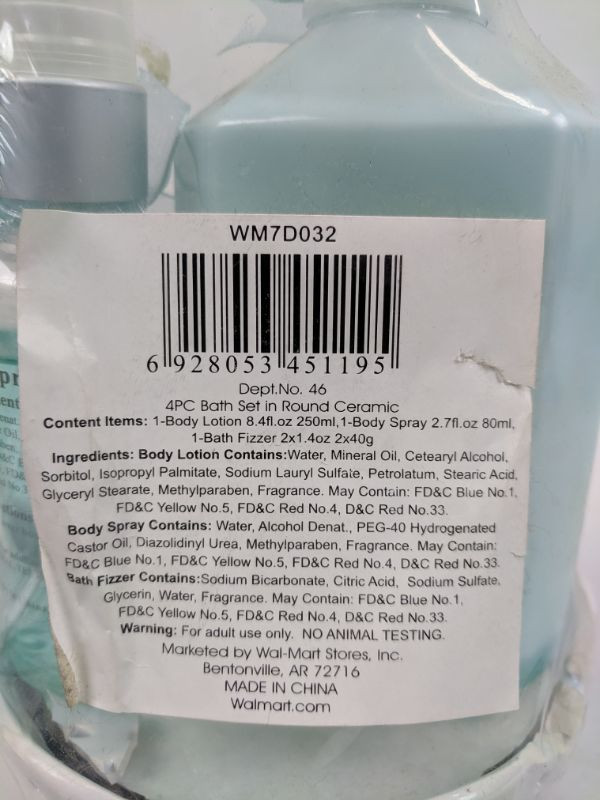 WM7D032
6 928053 451195
Dept.No. 46
4PC Bath Set in Round Ceramic
Content Items: 1-Body Lotion 8.4fl.oz 250ml,1-Body Spray 2.7fl.oz 80ml,
1-Bath Fizzer 2x1.4oz 2x40g
Ingredients: Body Lotion Contains:Water, Mineral Oil, Cetearyl Alcohol,
Sorbitol, Isopropyl Palmitate, Sodium Lauryl Sulfate, Petrolatum, Stearic Acid,
Glyceryl Stearate, Methylparaben, Fragrance. May Contain: FD&C Blue No.1,
FD&C Yellow No.5, FD&C Red No.4, D&C Red No.33.
Body Spray Contains: Water, Alcohol Denat., PEG-40 Hydrogenated
Castor Oil, Diazolidinyl Urea, Methylparaben, Fragrance. May Contain:
FD&C Blue No.1, FD&C Yellow No.5, FD&C Red No.4, D&C Red No.33.
Bath Fizzer Contains:Sodium Bicarbonate, Citric Acid, Sodium Sulfate,
Glycerin, Water, Fragrance. May Contain: FD&C Blue No.1,
FD&C Yellow No.5, FD&C Red No.4, D&C Red No.33.
Warning: For adult use only. NO ANIMAL TESTING.
Marketed by Wal-Mart Stores, Inc.
Bentonville, AR 72716
MADE IN CHINA
Walmart.com